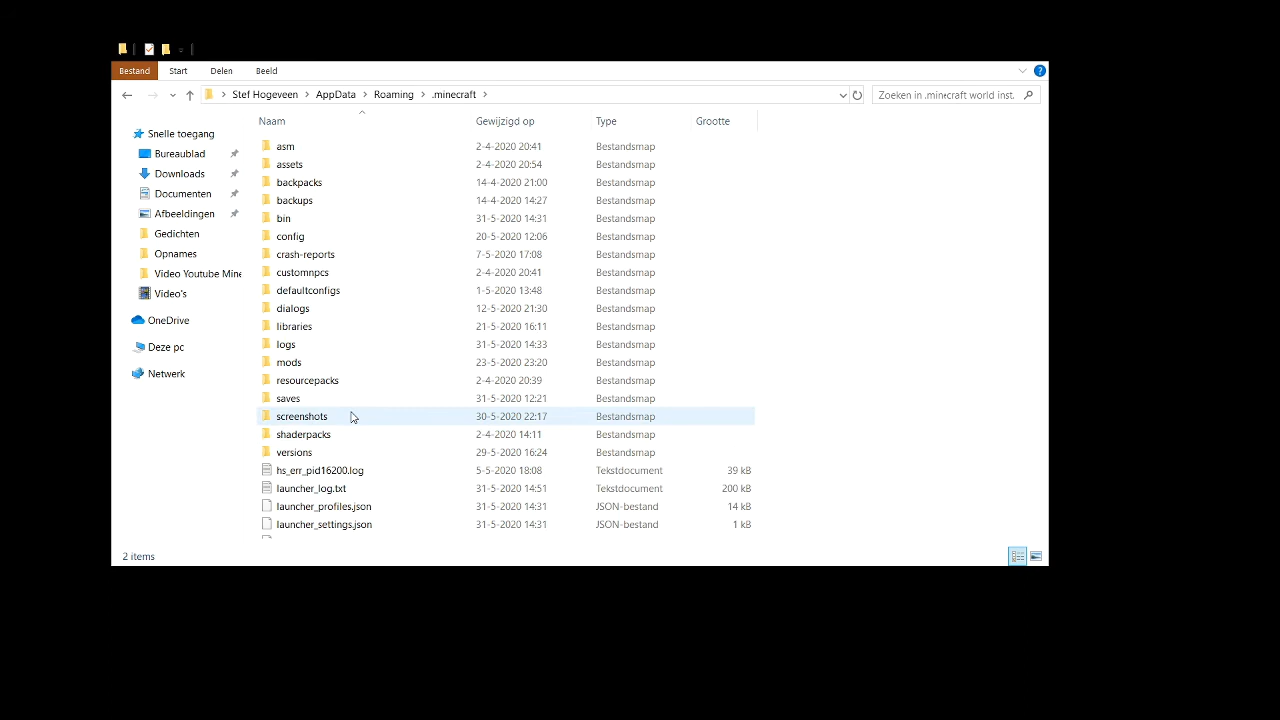 Bestand Start Delen Beeld
Stef Hogeveen AppData Roaming .minecraft
Zoeken in .minecraft world inst.
Naam Gewijzigd op Type Grootte
Snelle toegang
Bureaublad
Downloads
Documenten
Afbeeldingen
Gedichten
Opnames
Video Youtube Mine
Video's
OneDrive
Deze pc
Netwerk
asm 2-4-2020 20:41 Bestandsmap
assets 2-4-2020 20:54 Bestandsmap
backpacks 14-4-2020 21:00 Bestandsmap
backups 14-4-2020 14:27 Bestandsmap
bin 31-5-2020 14:31 Bestandsmap
config 20-5-2020 12:06 Bestandsmap
crash-reports 7-5-2020 17:08 Bestandsmap
customnpcs 2-4-2020 20:41 Bestandsmap
defaultconfigs 1-5-2020 13:48 Bestandsmap
dialogs 12-5-2020 21:30 Bestandsmap
libraries 21-5-2020 16:11 Bestandsmap
logs 31-5-2020 14:33 Bestandsmap
mods 23-5-2020 23:20 Bestandsmap
resourcepacks 2-4-2020 20:39 Bestandsmap
saves 31-5-2020 12:21 Bestandsmap
screenshots 30-5-2020 22:17 Bestandsmap
shaderpacks 2-4-2020 14:11 Bestandsmap
versions 29-5-2020 16:24 Bestandsmap
hs_err_pid16200.log 5-5-2020 18:08 Tekstdocument 39 kB
launcher_log.txt 31-5-2020 14:51 Tekstdocument 200 kB
launcher_profiles.json 31-5-2020 14:31 JSON-bestand 14 kB
launcher_settings.json 31-5-2020 14:31 JSON-bestand 1 kB
2 items